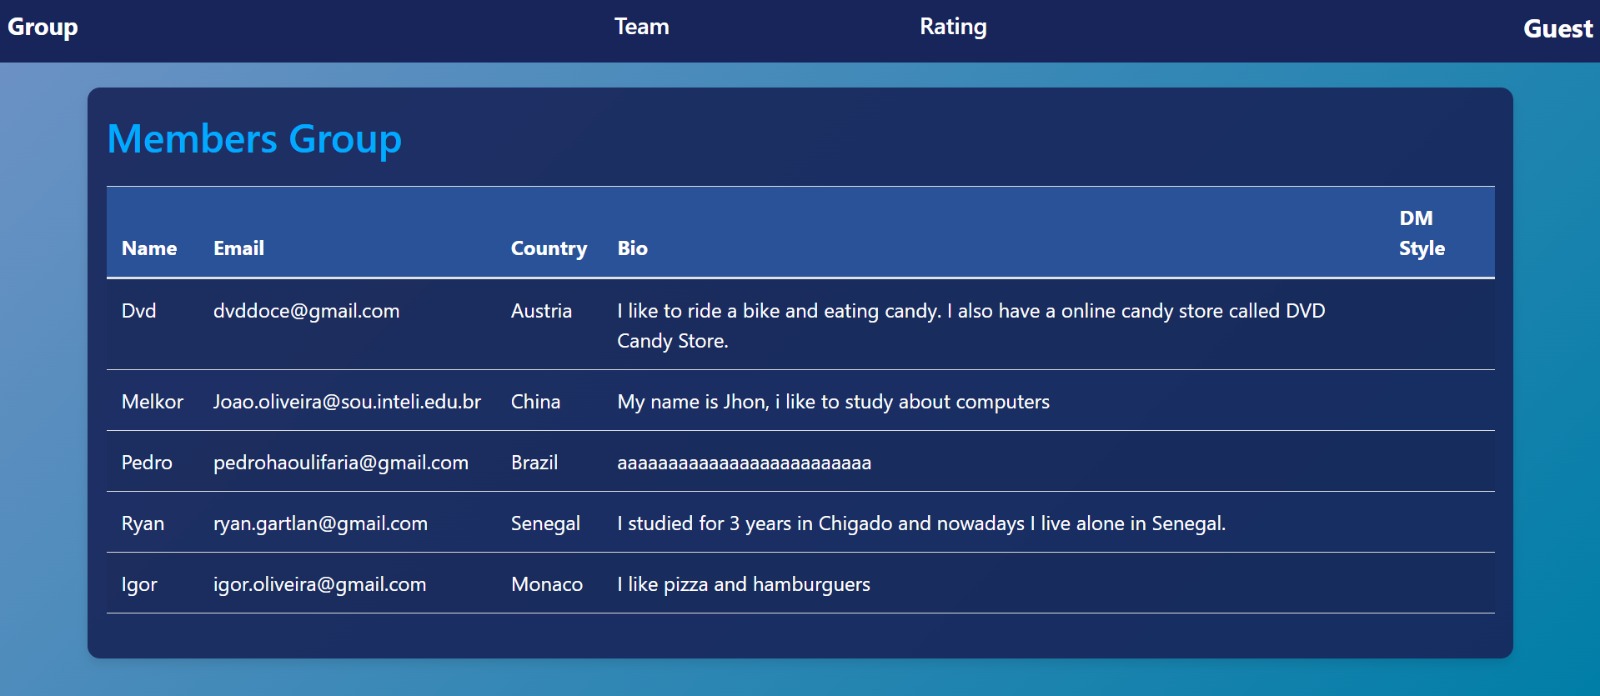 Group Team Rating Guest
Members Group
Name Email Country Bio DM Style
Dvd dvddoce@gmail.com Austria I like to ride a bike and eating candy. I also have a online candy store called DVD
Candy Store.
Melkor Joao.oliveira@sou.inteli.edu.br China My name is Jhon, i like to study about computers
Pedro pedrohaoulifaria@gmail.com Brazil aaaaaaaaaaaaaaaaaaaaaaaaa
Ryan ryan.gartlan@gmail.com Senegal I studied for 3 years in Chigado and nowadays I live alone in Senegal.
Igor igor.oliveira@gmail.com Monaco I like pizza and hamburguers